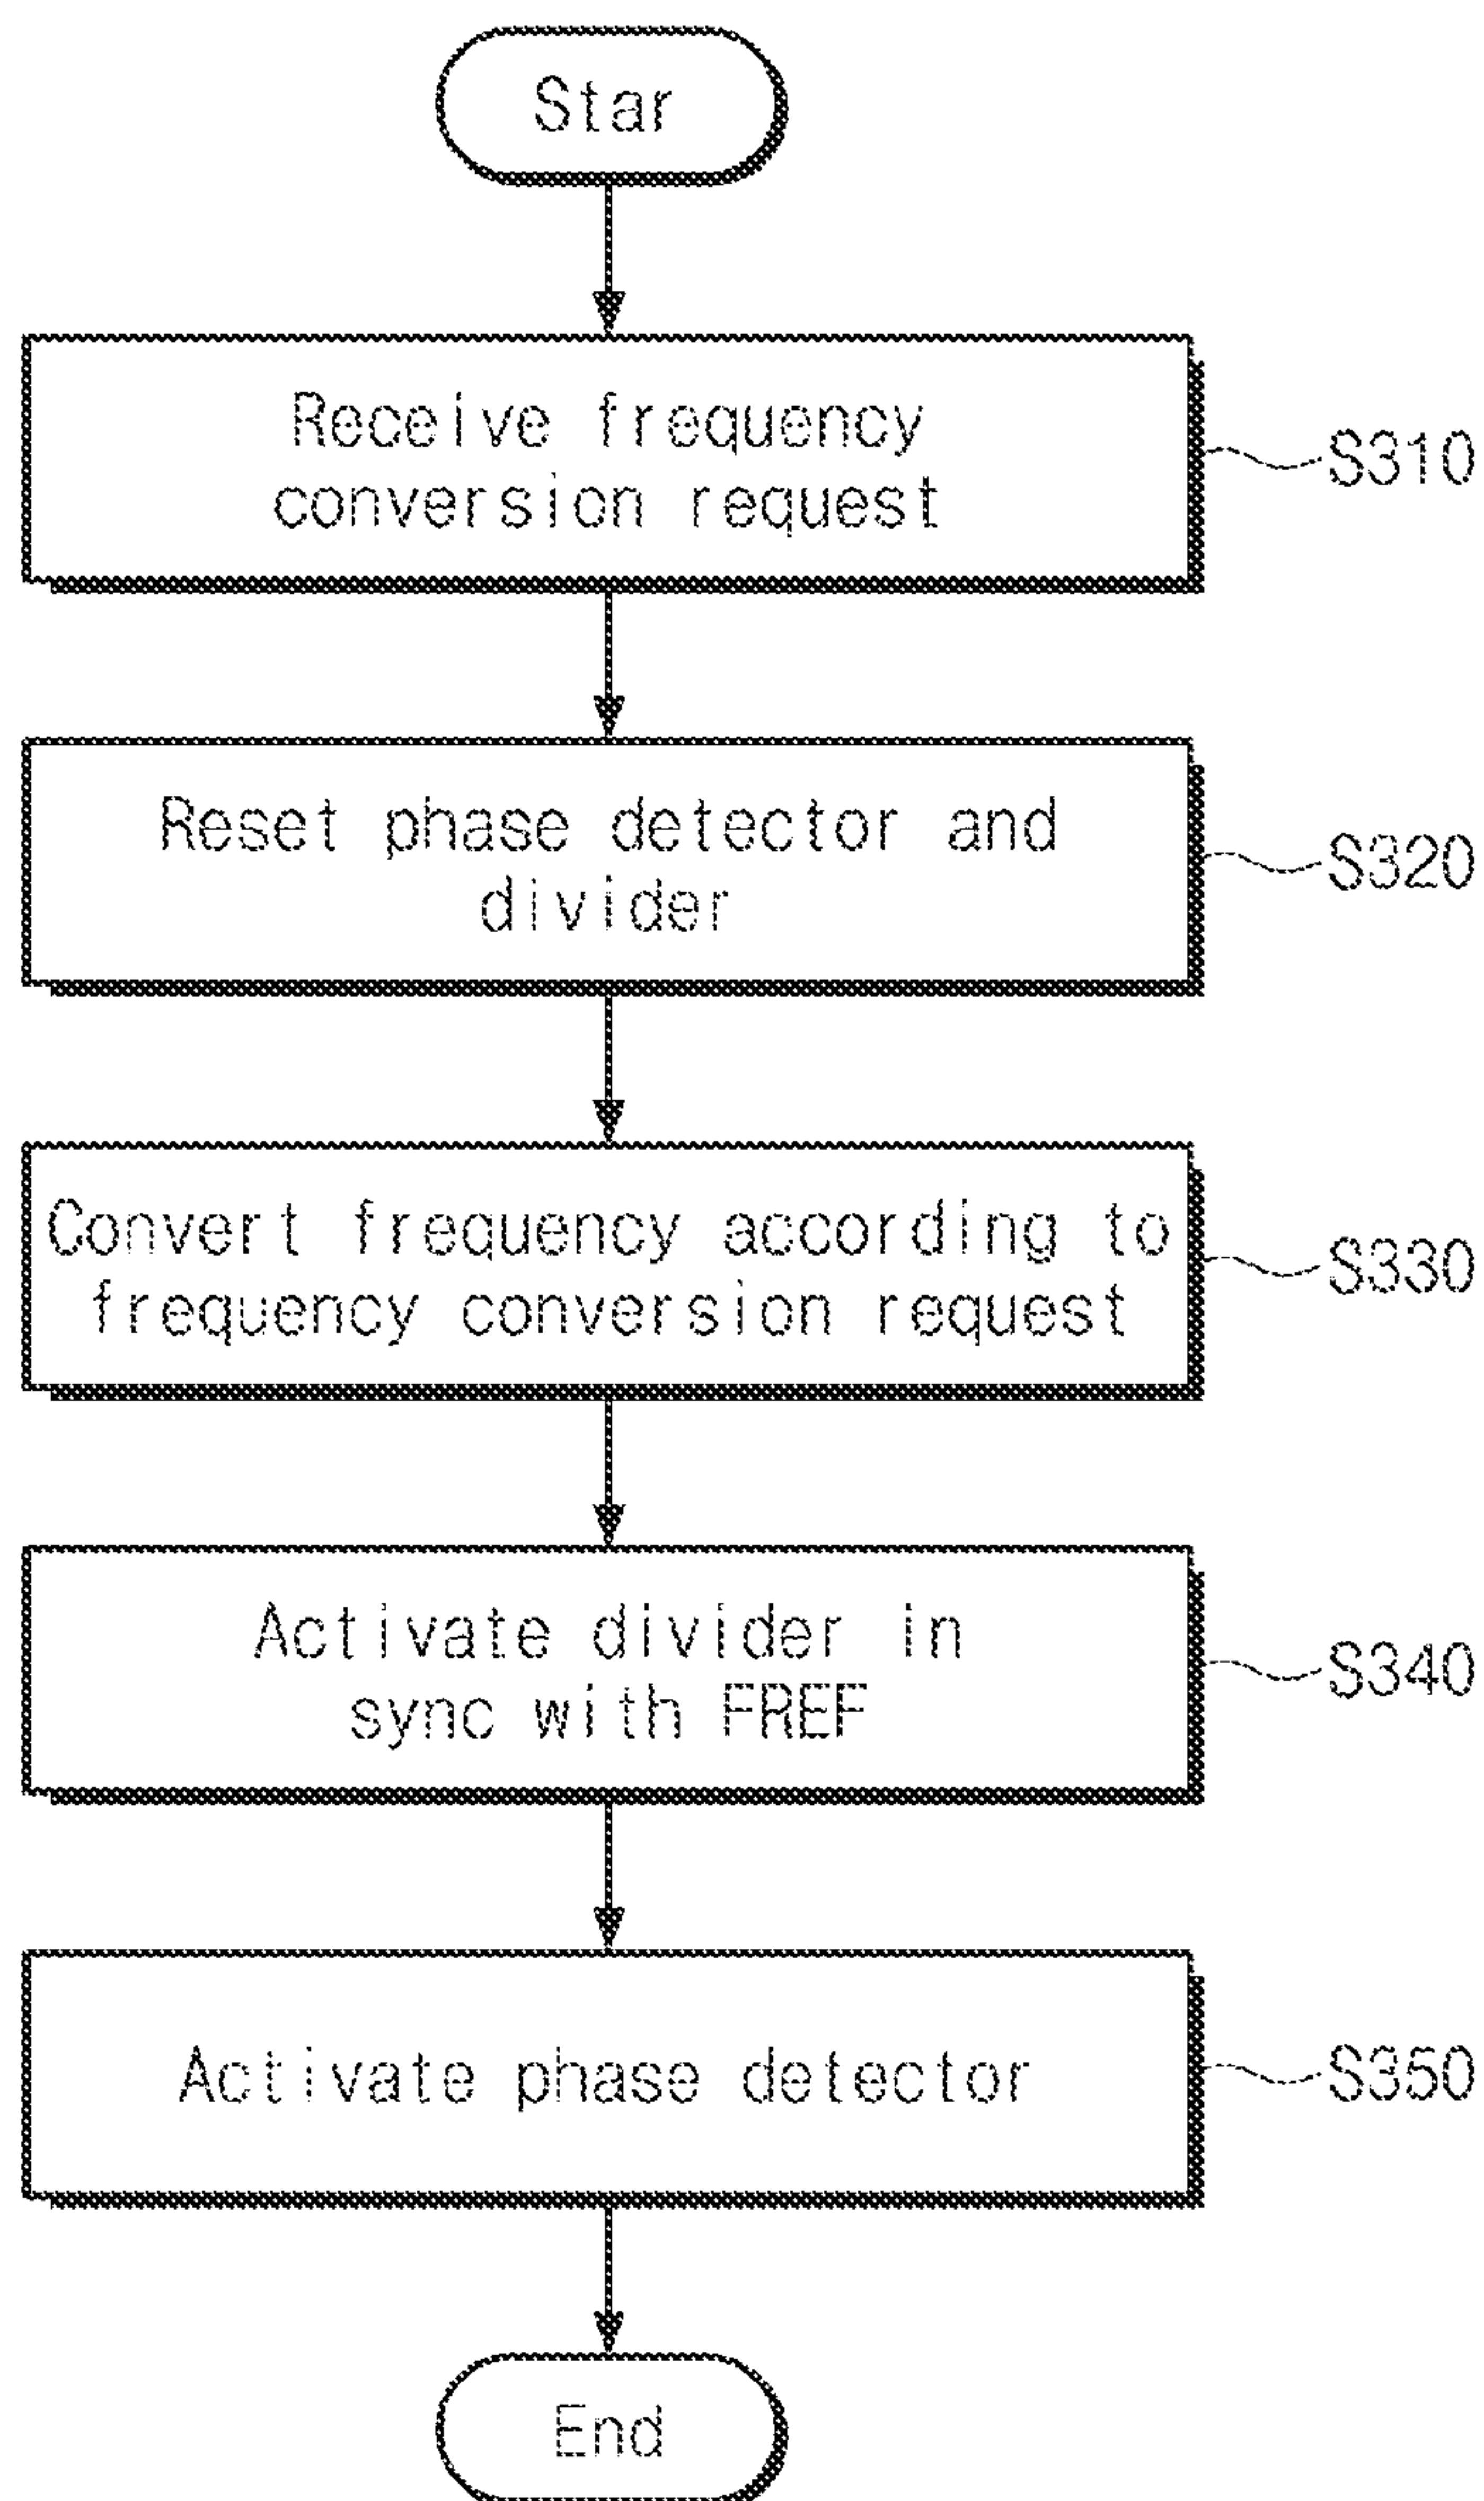 Star
Receive frequency
conversion request
S310
Reset phase detector and
divider
S320
Convert frequency according to
frequency conversion request
S330
Activate divider in
sync with FREF
S340
Activate phase detector
S350
End